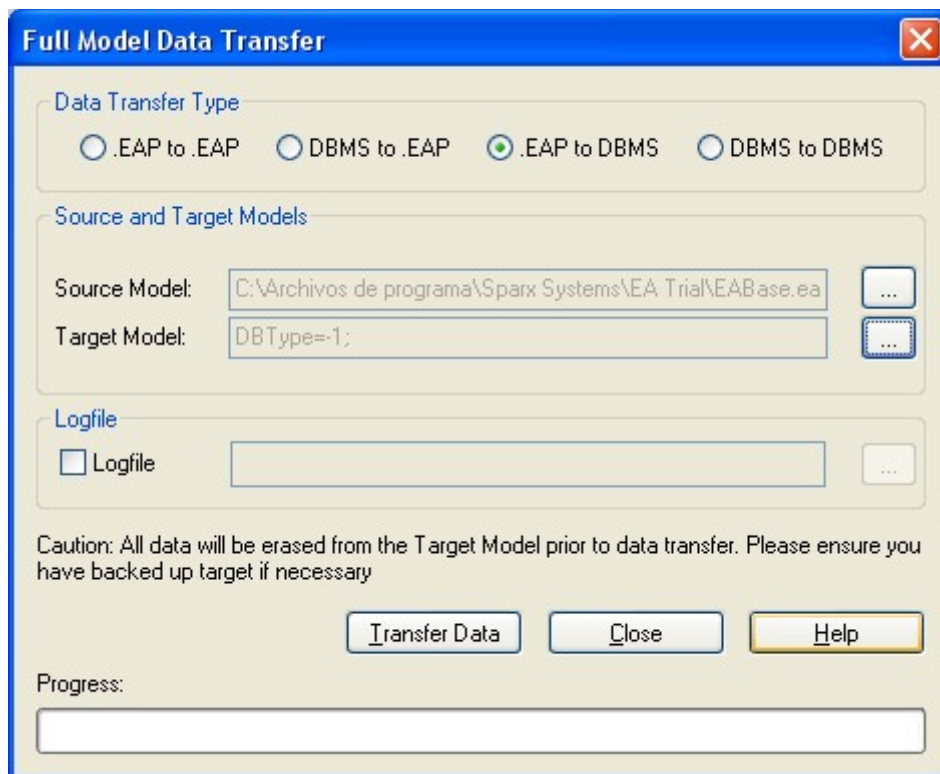 Full Model Data Transfer
Data Transfer Type
.EAP to .EAP DBMS to .EAP .EAP to DBMS DBMS to DBMS
Source and Target Models
Source Model: C:\Archivos de programa\Sparx Systems\EA Trial\EABase.ea ...
Target Model: DBType=-1; ...
Logfile
Logfile ...
Caution: All data will be erased from the Target Model prior to data transfer. Please ensure you
have backed up target if necessary
Transfer Data Close Help
Progress: